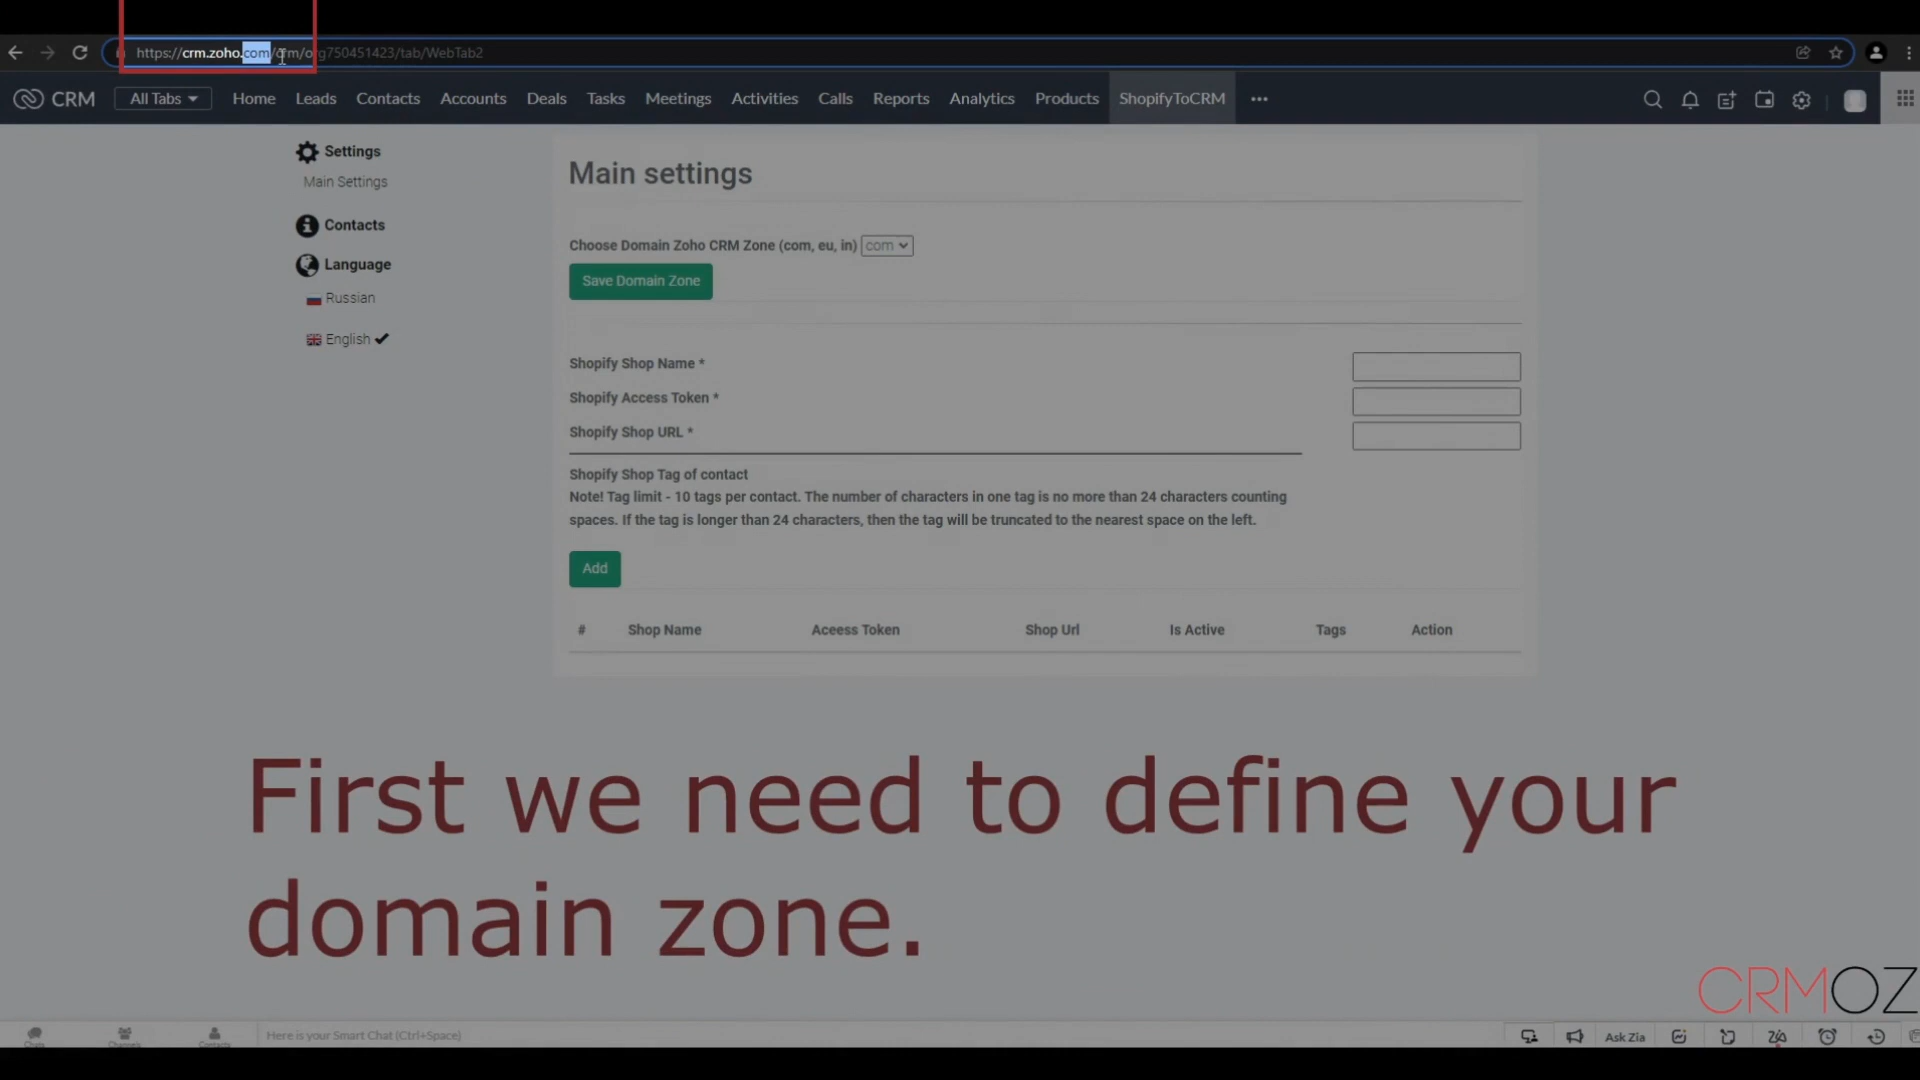 https://crm.zoho.com/crm/org750451423/tab/WebTab2
CRM All Tabs Home Leads Contacts Accounts Deals Tasks Meetings Activities Calls Reports Analytics Products ShopifyToCRM
Settings
Main Settings
Contacts
Language
Russian
English
Main settings
Choose Domain Zoho CRM Zone (com, eu, in) com
Save Domain Zone
Shopify Shop Name *
Shopify Access Token *
Shopify Shop URL *
Shopify Shop Tag of contact
Note! Tag limit - 10 tags per contact. The number of characters in one tag is no more than 24 characters counting
spaces. If the tag is longer than 24 characters, then the tag will be truncated to the nearest space on the left.
Add
# Shop Name Aceess Token Shop Url Is Active Tags Action
First we need to define your
domain zone.
CRMOZ
Chats Channels Contacts Here is your Smart Chat (Ctrl+Space) Ask Zia